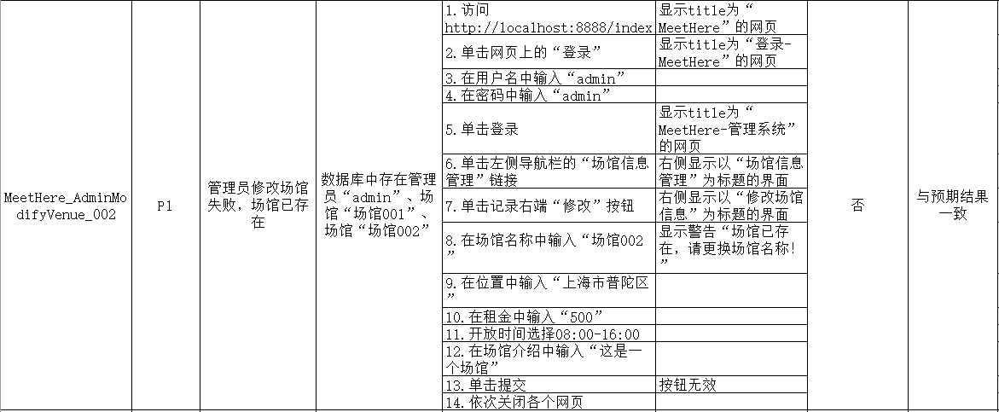 MeetHere_AdminMo
difyVenue_002
P1
管理员修改场馆
失败，场馆已存
在
数据库中存在管理
员“admin”、场
馆“场馆001”、
场馆“场馆002”
1.访问
http://localhost:8888/index
显示title为“
MeetHere”的网页
2.单击网页上的“登录”
显示title为“登录-
MeetHere”的网页
3.在用户名中输入“admin”
4.在密码中输入“admin”
5.单击登录
显示title为“
MeetHere-管理系统”
的网页
6.单击左侧导航栏的“场馆信息
管理”链接
右侧显示以“场馆信息
管理”为标题的界面
7.单击记录右端“修改”按钮
右侧显示以“修改场馆
信息”为标题的界面
8.在场馆名称中输入“场馆002
”
显示警告“场馆已存
在，请更换场馆名称！
”
9.在位置中输入“上海市普陀区
”
10.在租金中输入“500”
11.开放时间选择08:00-16:00
12.在场馆介绍中输入“这是一
个场馆”
13.单击提交
按钮无效
14.依次关闭各个网页
否
与预期结果
一致